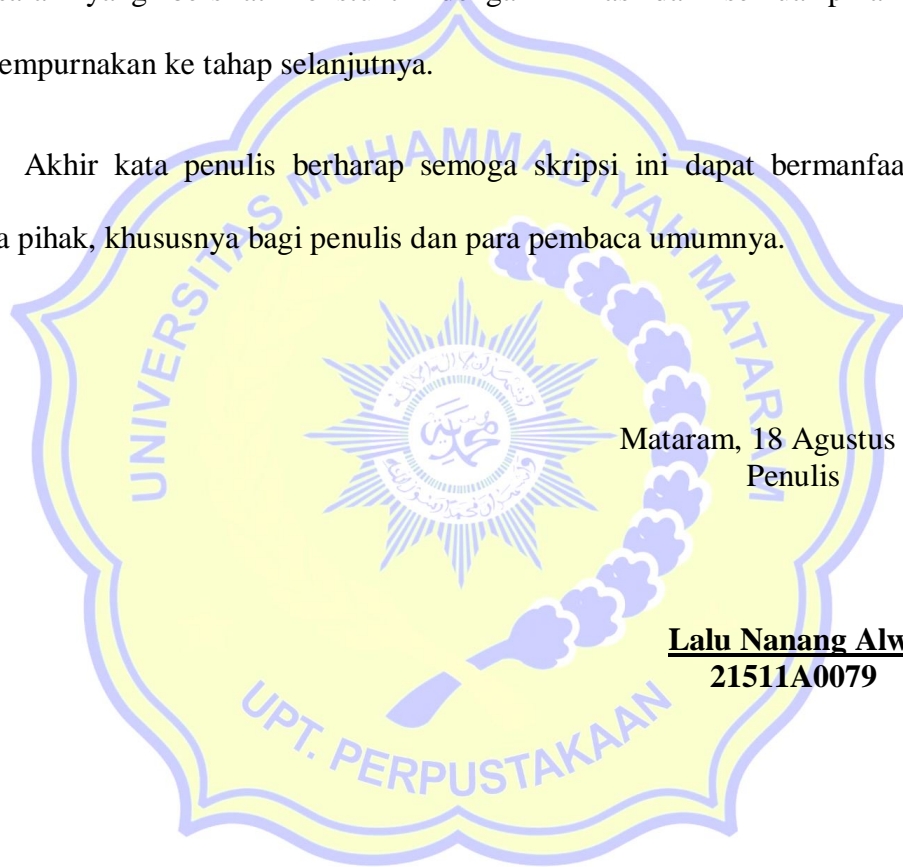 yang
empurnakan ke tahap selanjutnya.
Akhir kata penulis berharap semoga skripsi ini dapat bermanfaa
a pihak, khususnya bagi penulis dan para pembaca umumnya.
UNIVERSITAS MUHAMMADIYAH MATARAM
Mataram, 18 Agustus
Penulis
Lalu Nanang Alw
21511A0079
UPT. PERPUSTAKAAN